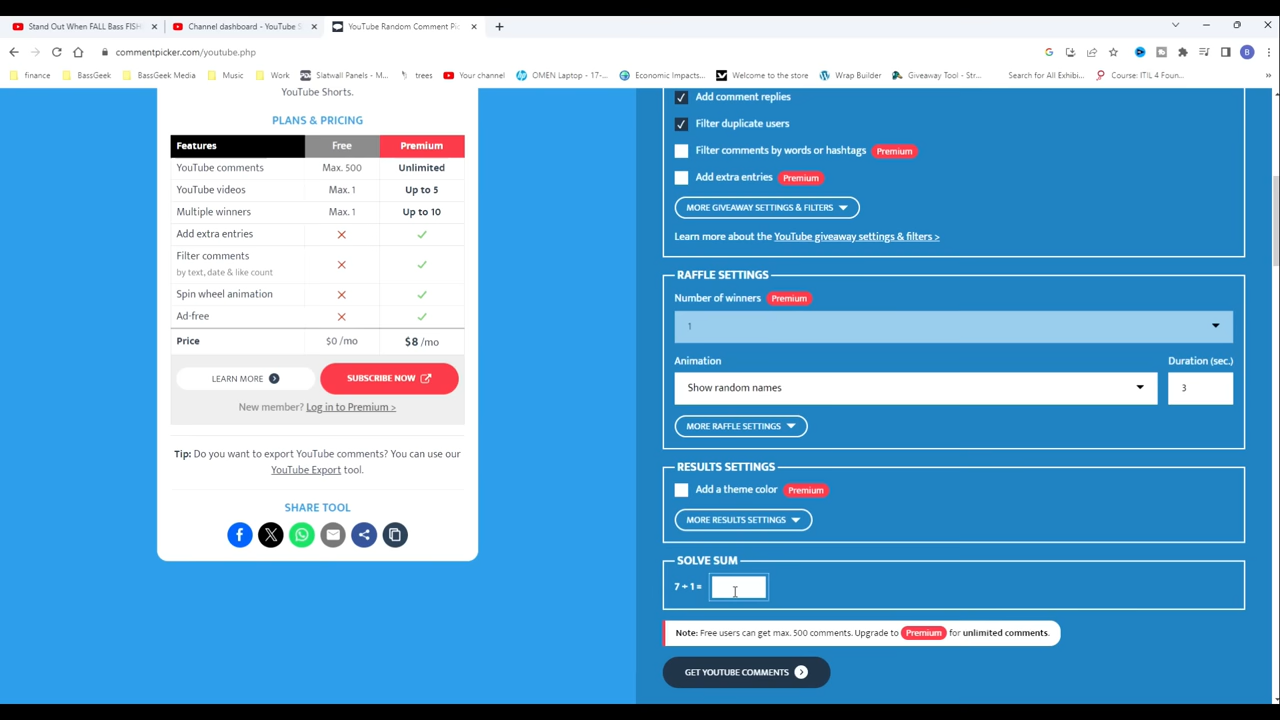 Stand Out When FALL Bass FISH
Channel dashboard - YouTube S
YouTube Random Comment Pic
commentpicker.com/youtube.php
B
finance
BassGeek
BassGeek Media
Music
Work
Slatwall Panels - M...
trees
Your channel
OMEN Laptop - 17-...
Economic Impacts...
Welcome to the store
Wrap Builder
Giveaway Tool - Str...
Search for All Exhibi...
Course: ITIL 4 Foun...
YouTube Shorts.
PLANS & PRICING
Features Free Premium
YouTube comments Max. 500 Unlimited
YouTube videos Max. 1 Up to 5
Multiple winners Max. 1 Up to 10
Add extra entries
Filter comments
by text, date & like count
Spin wheel animation
Ad-free
Price $0 /mo $8 /mo
LEARN MORE SUBSCRIBE NOW
New member? Log in to Premium >
Tip: Do you want to export YouTube comments? You can use our
YouTube Export tool.
SHARE TOOL
Add comment replies
Filter duplicate users
Filter comments by words or hashtags Premium
Add extra entries Premium
MORE GIVEAWAY SETTINGS & FILTERS
Learn more about the YouTube giveaway settings & filters >
RAFFLE SETTINGS
Number of winners Premium
1
Animation Duration (sec.)
Show random names 3
MORE RAFFLE SETTINGS
RESULTS SETTINGS
Add a theme color Premium
MORE RESULTS SETTINGS
SOLVE SUM
7 + 1 =
Note: Free users can get max. 500 comments. Upgrade to Premium for unlimited comments.
GET YOUTUBE COMMENTS